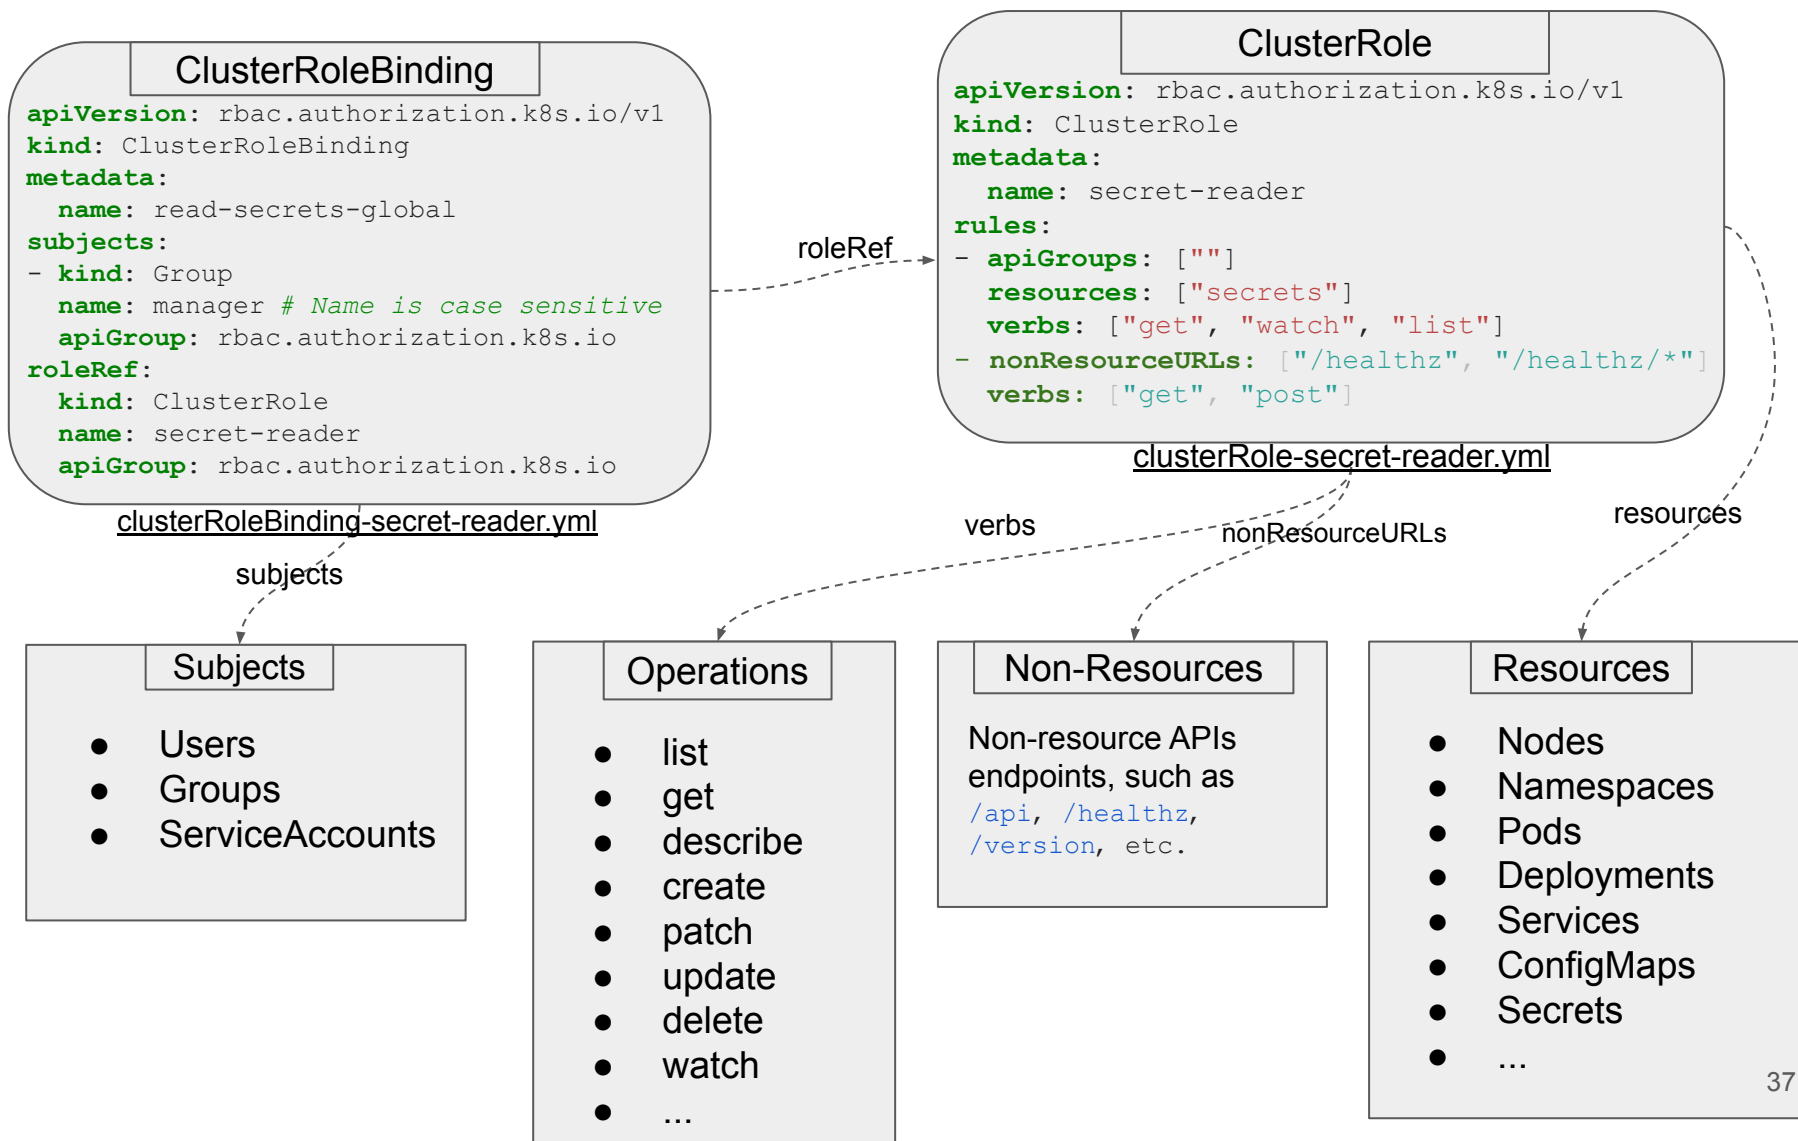 ClusterRoleBinding
apiVersion: rbac.authorization.k8s.io/v1
kind: ClusterRoleBinding
metadata:
  name: read-secrets-global
subjects:
- kind: Group
  name: manager # Name is case sensitive
  apiGroup: rbac.authorization.k8s.io
roleRef:
  kind: ClusterRole
  name: secret-reader
  apiGroup: rbac.authorization.k8s.io
clusterRoleBinding-secret-reader.yml
roleRef
ClusterRole
apiVersion: rbac.authorization.k8s.io/v1
kind: ClusterRole
metadata:
  name: secret-reader
rules:
- apiGroups: [""]
  resources: ["secrets"]
  verbs: ["get", "watch", "list"]
- nonResourceURLs: ["/healthz", "/healthz/*"]
  verbs: ["get", "post"]
clusterRole-secret-reader.yml
subjects
verbs
nonResourceURLs
resources
Subjects
● Users
● Groups
● ServiceAccounts
Operations
● list
● get
● describe
● create
● patch
● update
● delete
● watch
● ...
Non-Resources
Non-resource APIs
endpoints, such as
/api, /healthz,
/version, etc.
Resources
● Nodes
● Namespaces
● Pods
● Deployments
● Services
● ConfigMaps
● Secrets
● ...
37